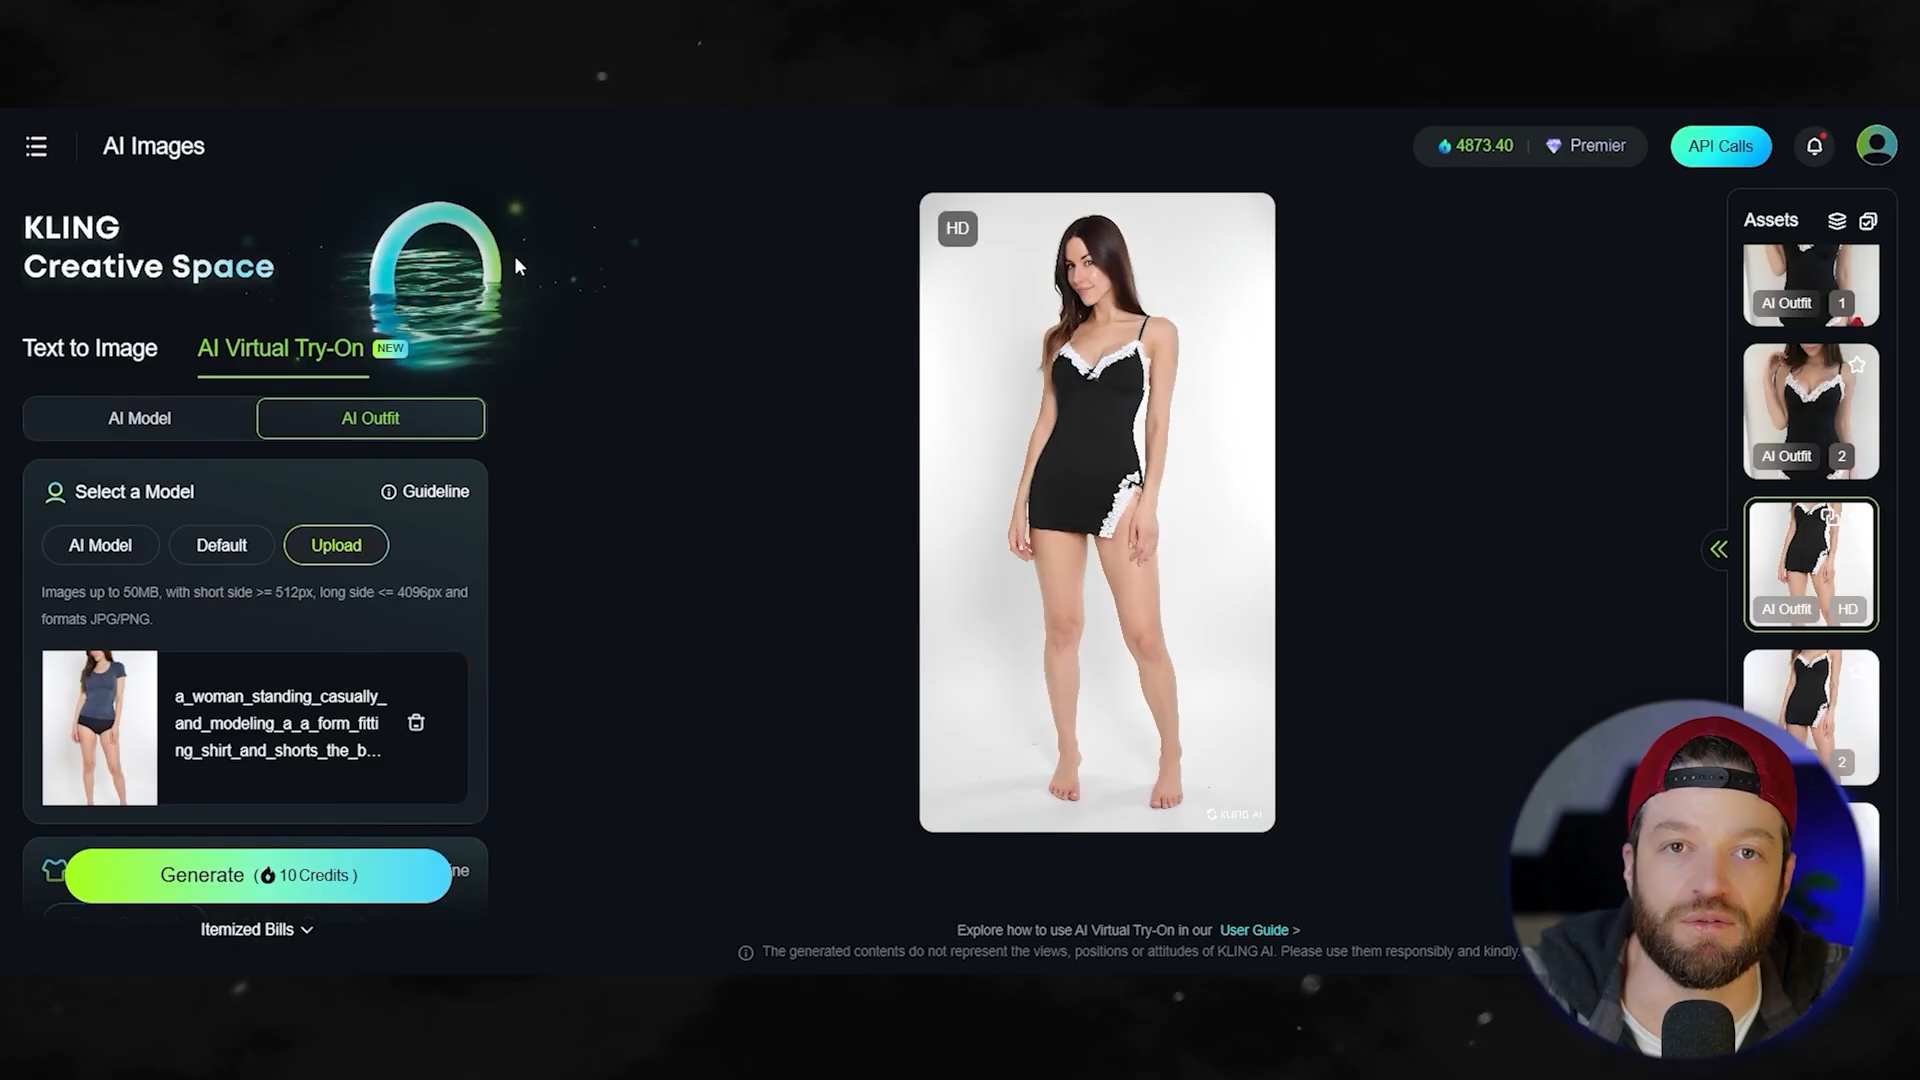 AI Images
4873.40
Premier
API Calls
KLING
Creative Space
Text to Image
AI Virtual Try-On
NEW
AI Model
AI Outfit
Select a Model
Guideline
AI Model
Default
Upload
Images up to 50MB, with short side >= 512px, long side <= 4096px and
formats JPG/PNG.
a_woman_standing_casually_
and_modeling_a_a_form_fitti
ng_shirt_and_shorts_the_b...
Generate ( 10 Credits )
ne
Itemized Bills
HD
KLING AI
Explore how to use AI Virtual Try-On in our User Guide >
The generated contents do not represent the views, positions or attitudes of KLING AI. Please use them responsibly and kindly.
Assets
AI Outfit 1
AI Outfit 2
AI Outfit HD
2